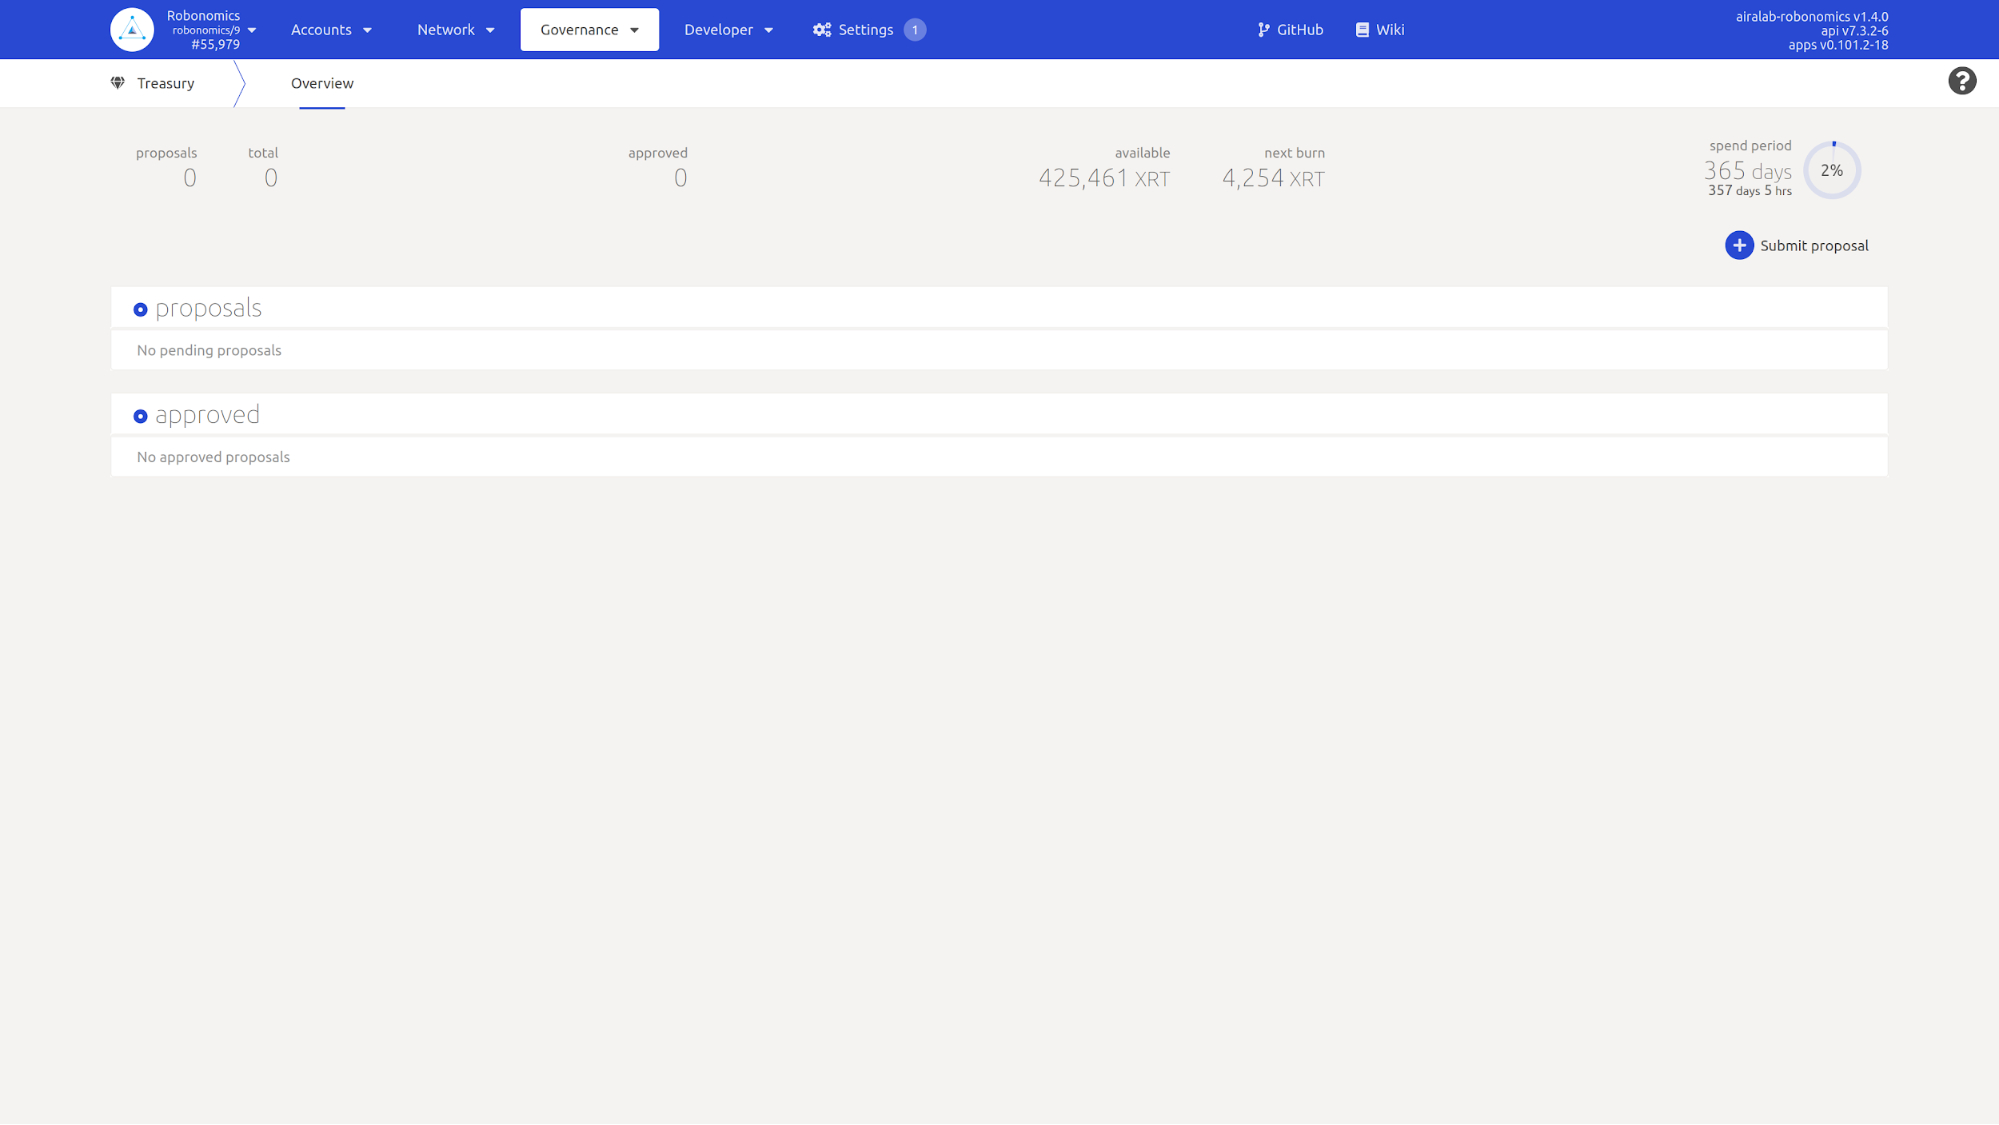 Robonomics
robonomics/9
#55,979
Accounts
Network
Governance
Developer
Settings 1
GitHub
Wiki
airalab-robonomics v1.4.0
api v7.3.2-6
apps v0.101.2-18
Treasury
Overview
?
proposals
0
total
0
approved
0
available
425,461 XRT
next burn
4,254 XRT
spend period
365 days
357 days 5 hrs
2%
Submit proposal
proposals
No pending proposals
approved
No approved proposals